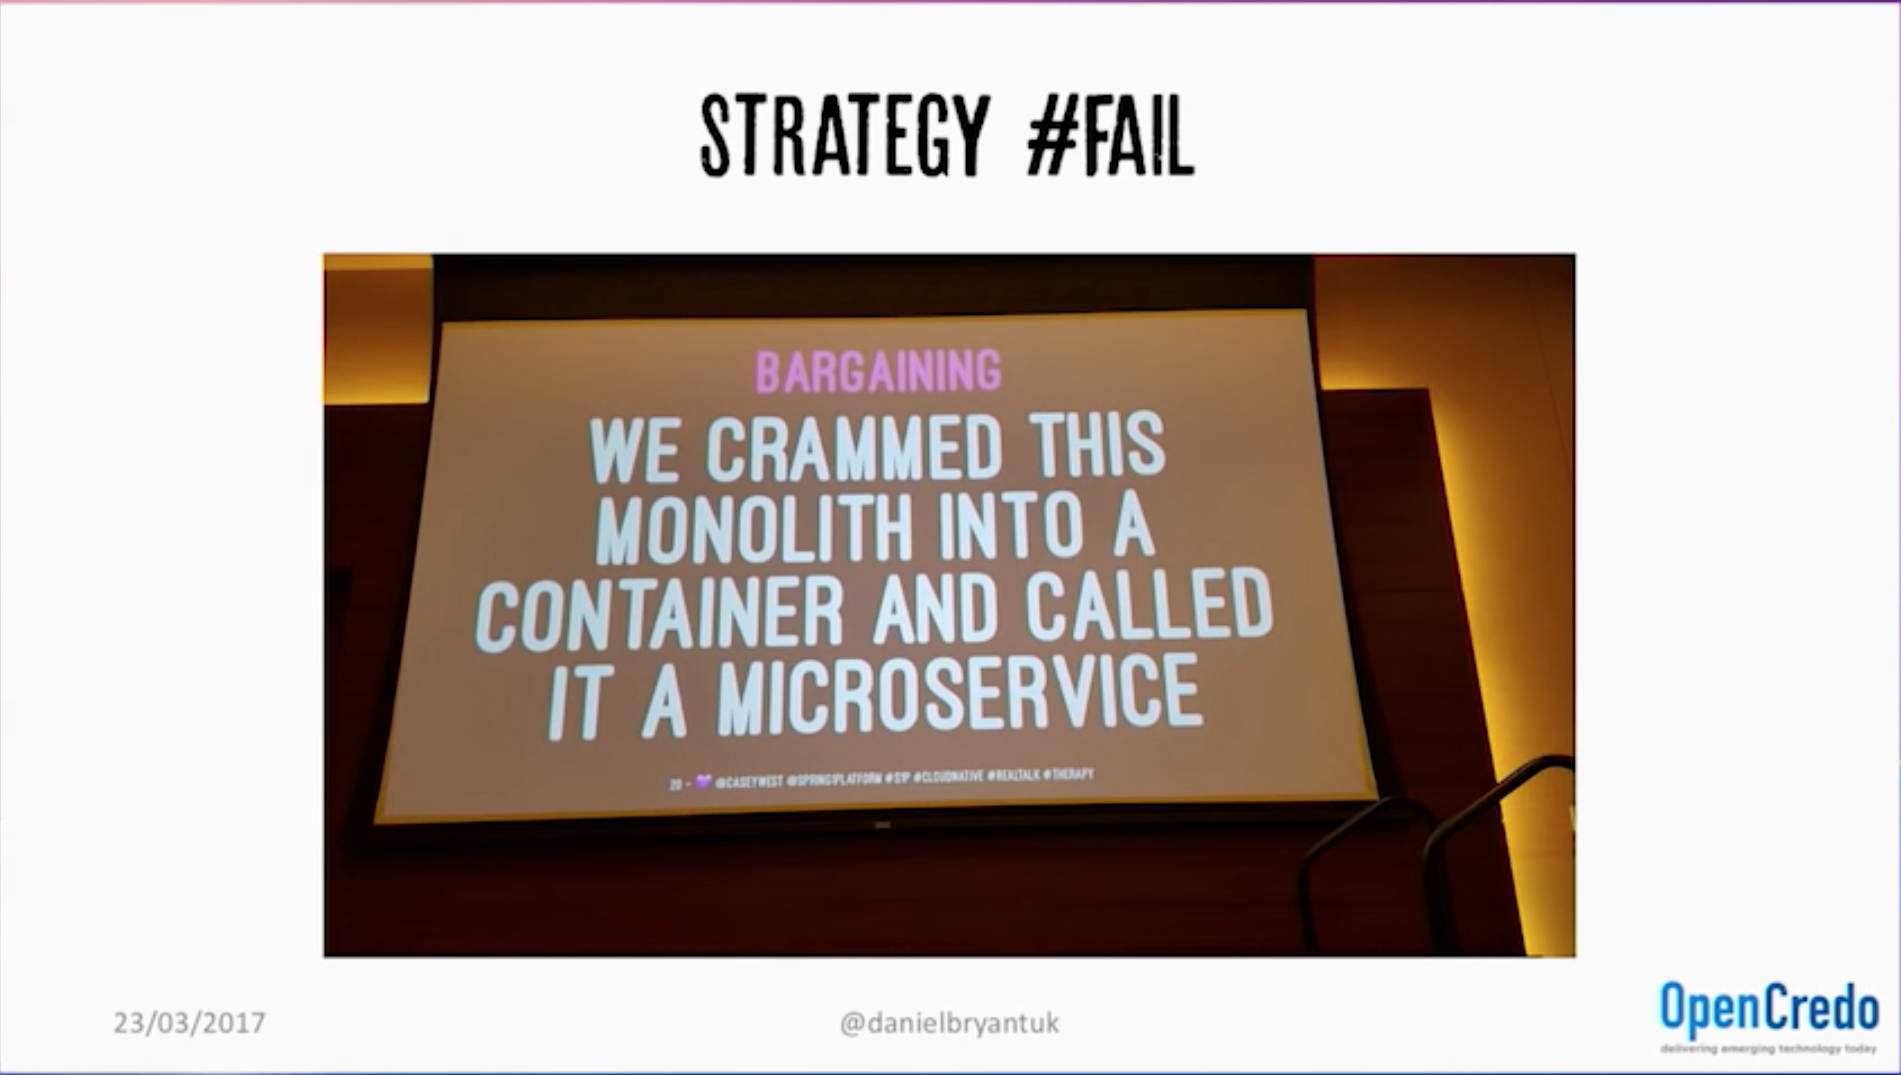 STRATEGY #FAIL
BARGAINING
WE CRAMMED THIS
MONOLITH INTO A
CONTAINER AND CALLED
IT A MICROSERVICE
20 - 💜 @CASEYWEST @SPRING1PLATFORM #S1P #CLOUDNATIVE #REALTALK #THERAPY
23/03/2017
@danielbryantuk
OpenCredo
delivering emerging technology today